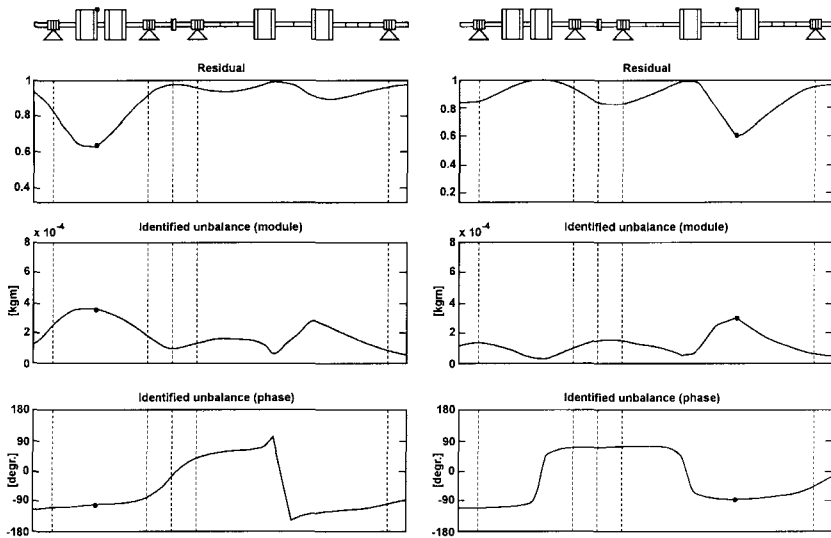 Residual
1
0.8
0.6
0.4
x 10⁻⁴ Identified unbalance (module)
8
6
4
2
0
[kgm]
Identified unbalance (phase)
180
90
0
-90
-180
[degr.]
Residual
1
0.8
0.6
0.4
0.2
x 10⁻⁴ Identified unbalance (module)
8
6
4
2
0
[kgm]
Identified unbalance (phase)
180
90
0
-90
-180
[degr.]